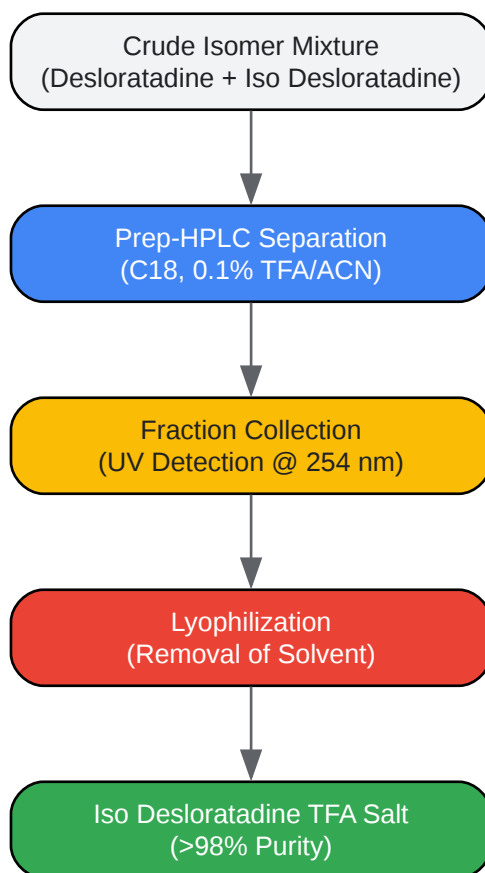 Crude Isomer Mixture
(Desloratadine + Iso Desloratadine)
Prep-HPLC Separation
(C18, 0.1% TFA/ACN)
Fraction Collection
(UV Detection @ 254 nm)
Lyophilization
(Removal of Solvent)
Iso Desloratadine TFA Salt
(>98% Purity)